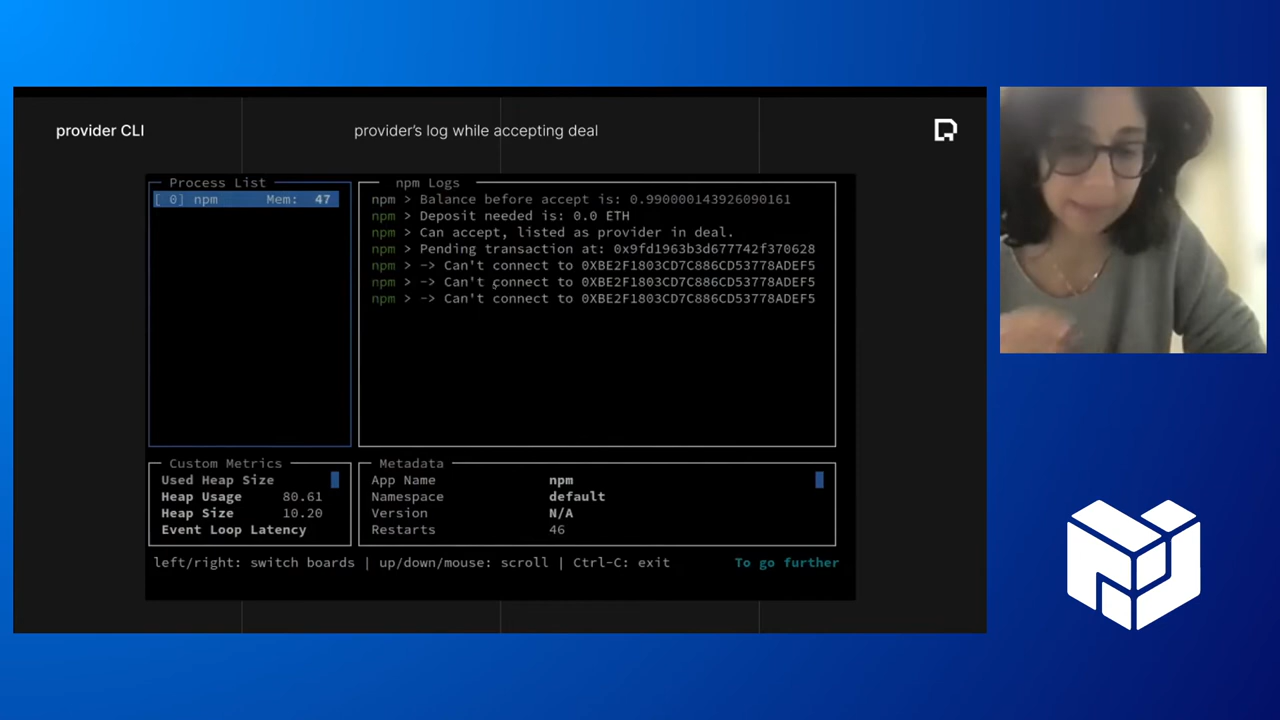 provider CLI
provider's log while accepting deal
Process List
[ 0] npm Mem: 47
npm Logs
npm > Balance before accept is: 0.990000143926090161
npm > Deposit needed is: 0.0 ETH
npm > Can accept, listed as provider in deal.
npm > Pending transaction at: 0x9fd1963b3d677742f370628
npm > -> Can't connect to 0XBE2F1803CD7C886CD53778ADEF5
npm > -> Can't connect to 0XBE2F1803CD7C886CD53778ADEF5
npm > -> Can't connect to 0XBE2F1803CD7C886CD53778ADEF5
Custom Metrics
Used Heap Size
Heap Usage 80.61
Heap Size 10.20
Event Loop Latency
Metadata
App Name npm
Namespace default
Version N/A
Restarts 46
left/right: switch boards | up/down/mouse: scroll | Ctrl-C: exit To go further